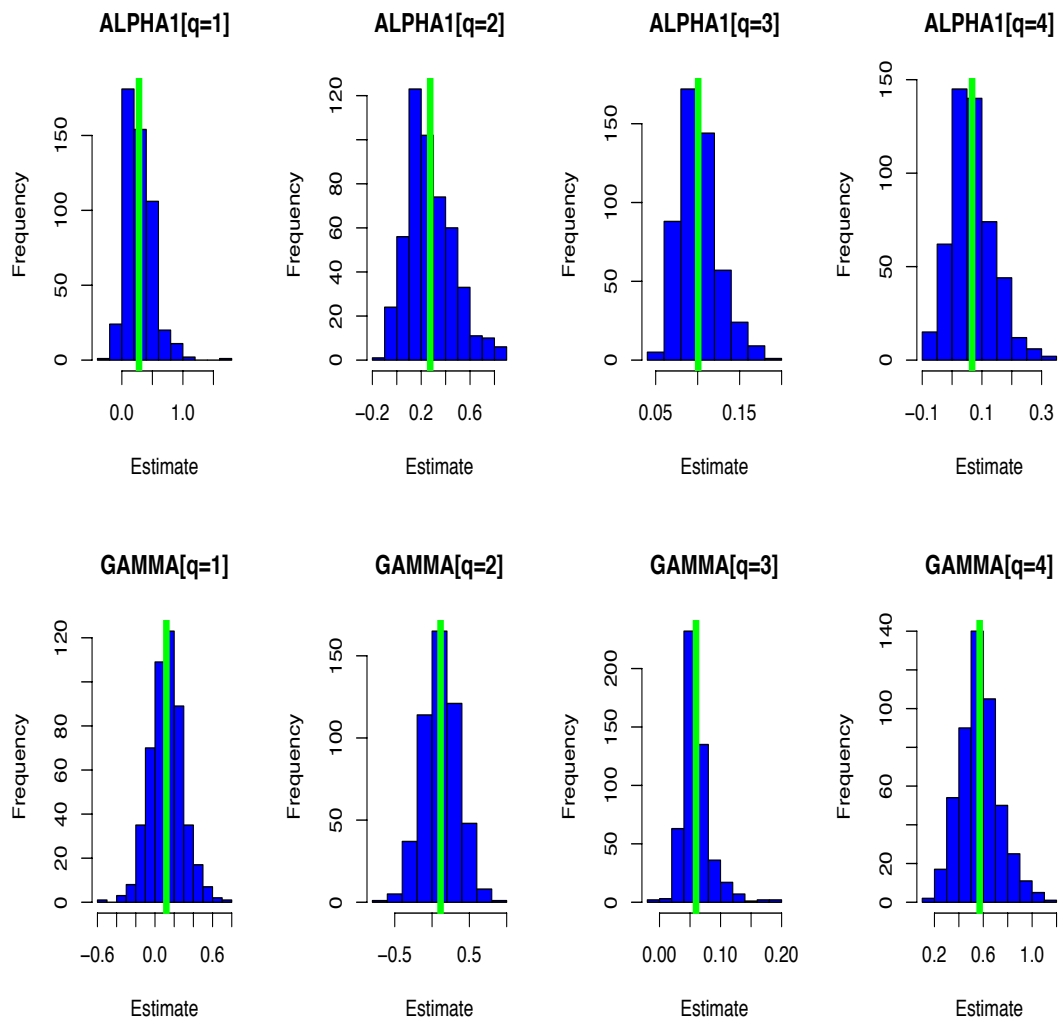 ALPHA1[q=1] ALPHA1[q=2] ALPHA1[q=3] ALPHA1[q=4]
Frequency 0 50 100 150
Frequency 0 20 40 60 80 120
Frequency 0 50 100 150
Frequency 0 50 100 150
0.0 1.0 −0.2 0.2 0.6 0.05 0.15 −0.1 0.1 0.3
Estimate Estimate Estimate Estimate
GAMMA[q=1] GAMMA[q=2] GAMMA[q=3] GAMMA[q=4]
Frequency 0 20 40 60 80 120
Frequency 0 50 100 150
Frequency 0 50 100 200
Frequency 0 20 60 100 140
−0.6 0.0 0.6 −0.5 0.5 0.00 0.10 0.20 0.2 0.6 1.0
Estimate Estimate Estimate Estimate